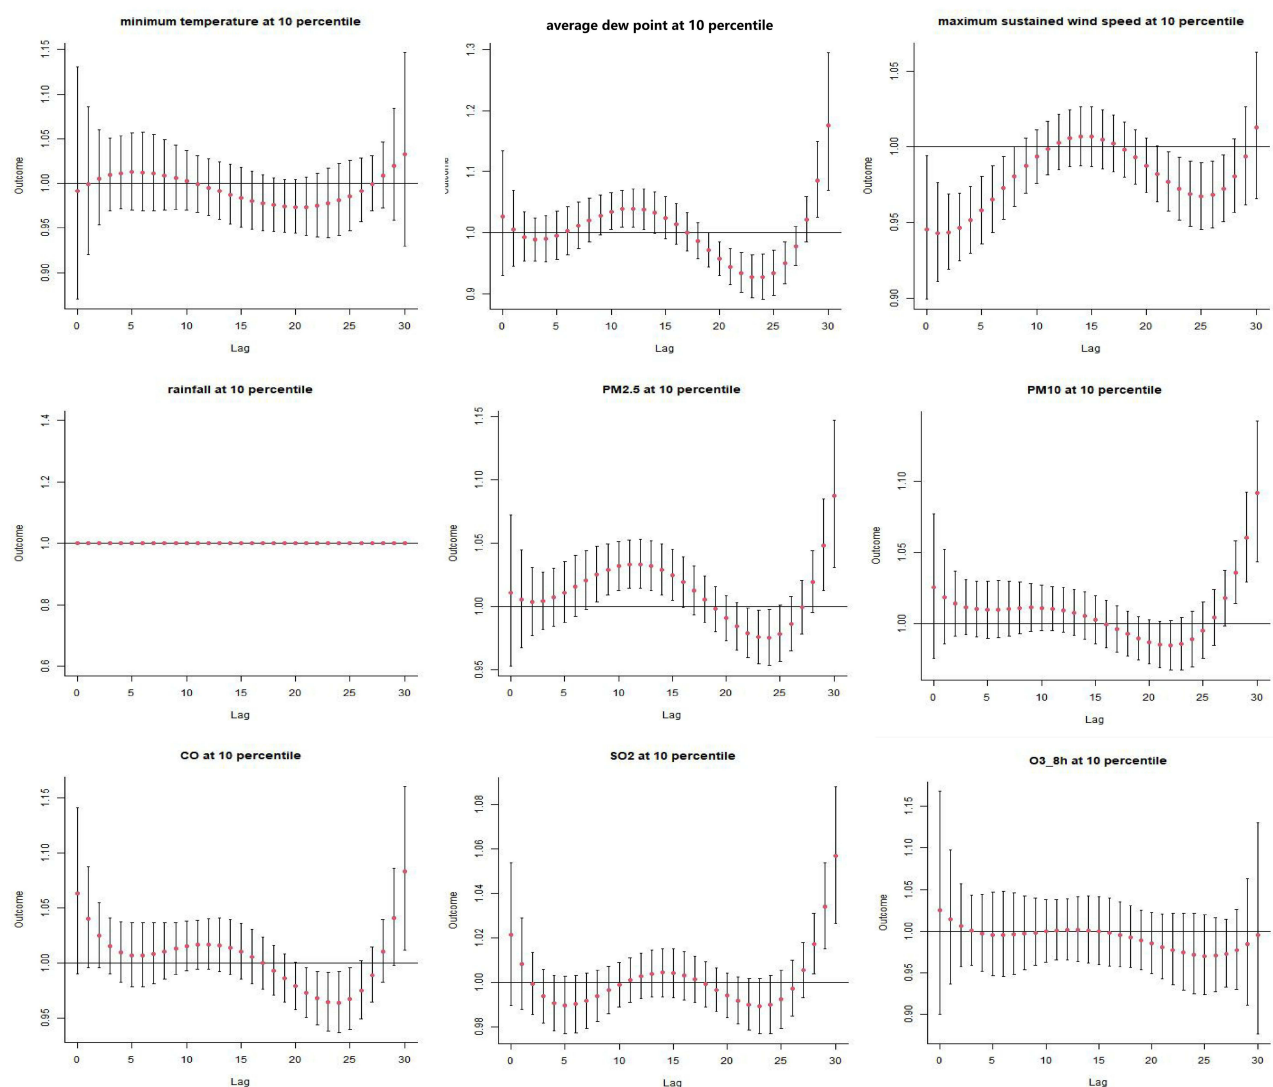 minimum temperature at 10 percentile
1.15
1.10
1.05
1.00
0.95
0.90
Outcome
0 5 10 15 20 25 30
Lag
average dew point at 10 percentile
1.3
1.2
1.1
1.0
0.9
Outcome
0 5 10 15 20 25 30
Lag
maximum sustained wind speed at 10 percentile
1.05
1.00
0.95
0.90
Outcome
0 5 10 15 20 25 30
Lag
rainfall at 10 percentile
1.4
1.2
1.0
0.8
0.6
Outcome
0 5 10 15 20 25 30
Lag
PM2.5 at 10 percentile
1.15
1.10
1.05
1.00
0.95
Outcome
0 5 10 15 20 25 30
Lag
PM10 at 10 percentile
1.10
1.05
1.00
Outcome
0 5 10 15 20 25 30
Lag
CO at 10 percentile
1.15
1.10
1.05
1.00
0.95
Outcome
0 5 10 15 20 25 30
Lag
SO2 at 10 percentile
1.08
1.06
1.04
1.02
1.00
0.98
Outcome
0 5 10 15 20 25 30
Lag
O3_8h at 10 percentile
1.15
1.10
1.05
1.00
0.95
0.90
Outcome
0 5 10 15 20 25 30
Lag